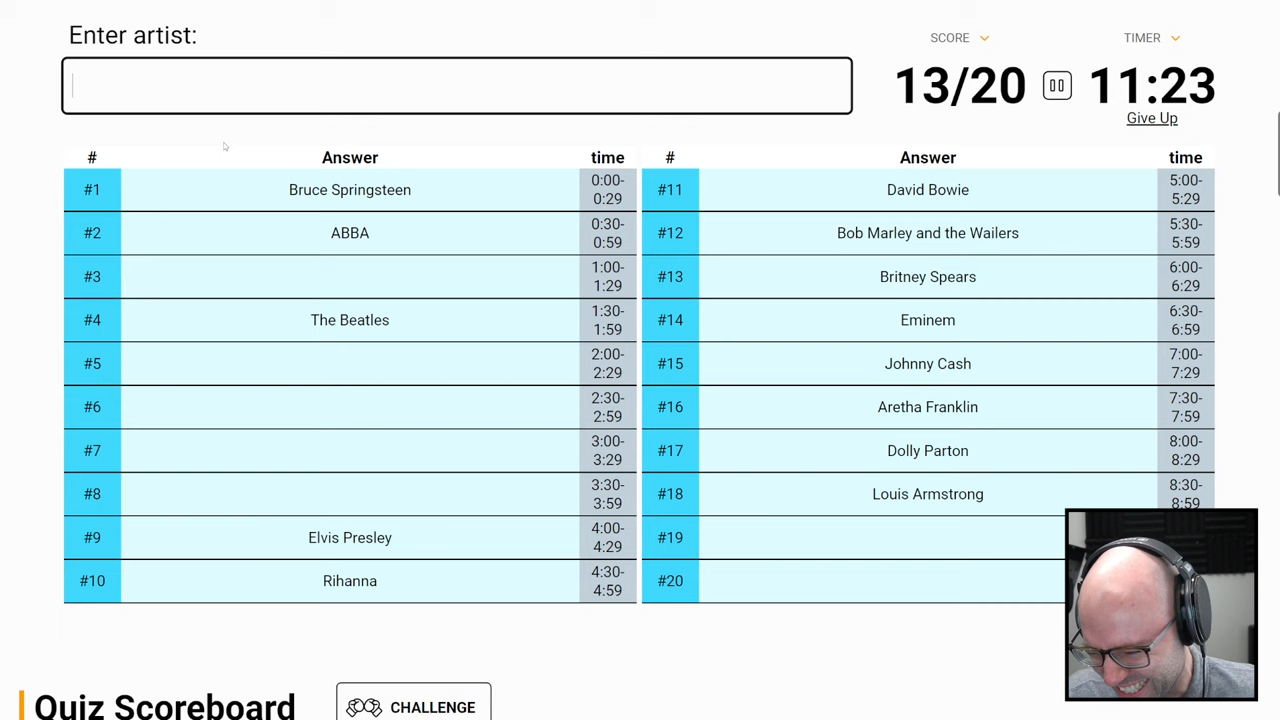 Enter artist:
SCORE
TIMER
13/20
11:23
Give Up
# Answer time
#1 Bruce Springsteen 0:00-
0:29
#2 ABBA 0:30-
0:59
#3 1:00-
1:29
#4 The Beatles 1:30-
1:59
#5 2:00-
2:29
#6 2:30-
2:59
#7 3:00-
3:29
#8 3:30-
3:59
#9 Elvis Presley 4:00-
4:29
#10 Rihanna 4:30-
4:59
# Answer time
#11 David Bowie 5:00-
5:29
#12 Bob Marley and the Wailers 5:30-
5:59
#13 Britney Spears 6:00-
6:29
#14 Eminem 6:30-
6:59
#15 Johnny Cash 7:00-
7:29
#16 Aretha Franklin 7:30-
7:59
#17 Dolly Parton 8:00-
8:29
#18 Louis Armstrong 8:30-
8:59
#19
#20
Quiz Scoreboard
CHALLENGE